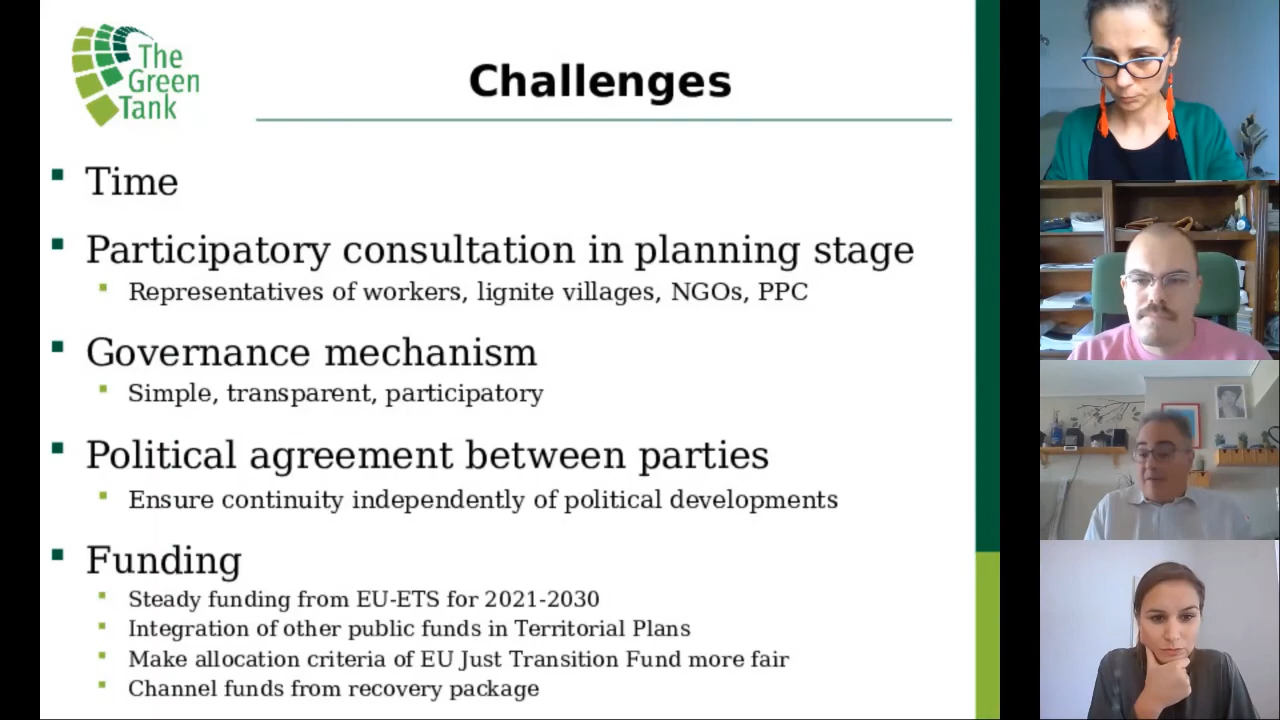 The
Green
Tank
Challenges
Time
Participatory consultation in planning stage
Representatives of workers, lignite villages, NGOs, PPC
Governance mechanism
Simple, transparent, participatory
Political agreement between parties
Ensure continuity independently of political developments
Funding
Steady funding from EU-ETS for 2021-2030
Integration of other public funds in Territorial Plans
Make allocation criteria of EU Just Transition Fund more fair
Channel funds from recovery package